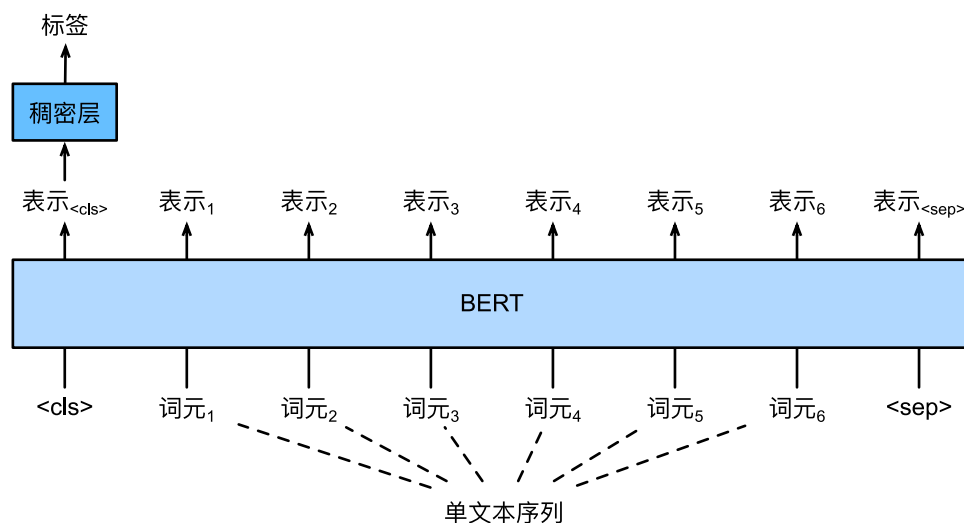 标签
稠密层
表示<cls> 表示1 表示2 表示3 表示4 表示5 表示6 表示<sep>
BERT
<cls> 词元1 词元2 词元3 词元4 词元5 词元6 <sep>
单文本序列